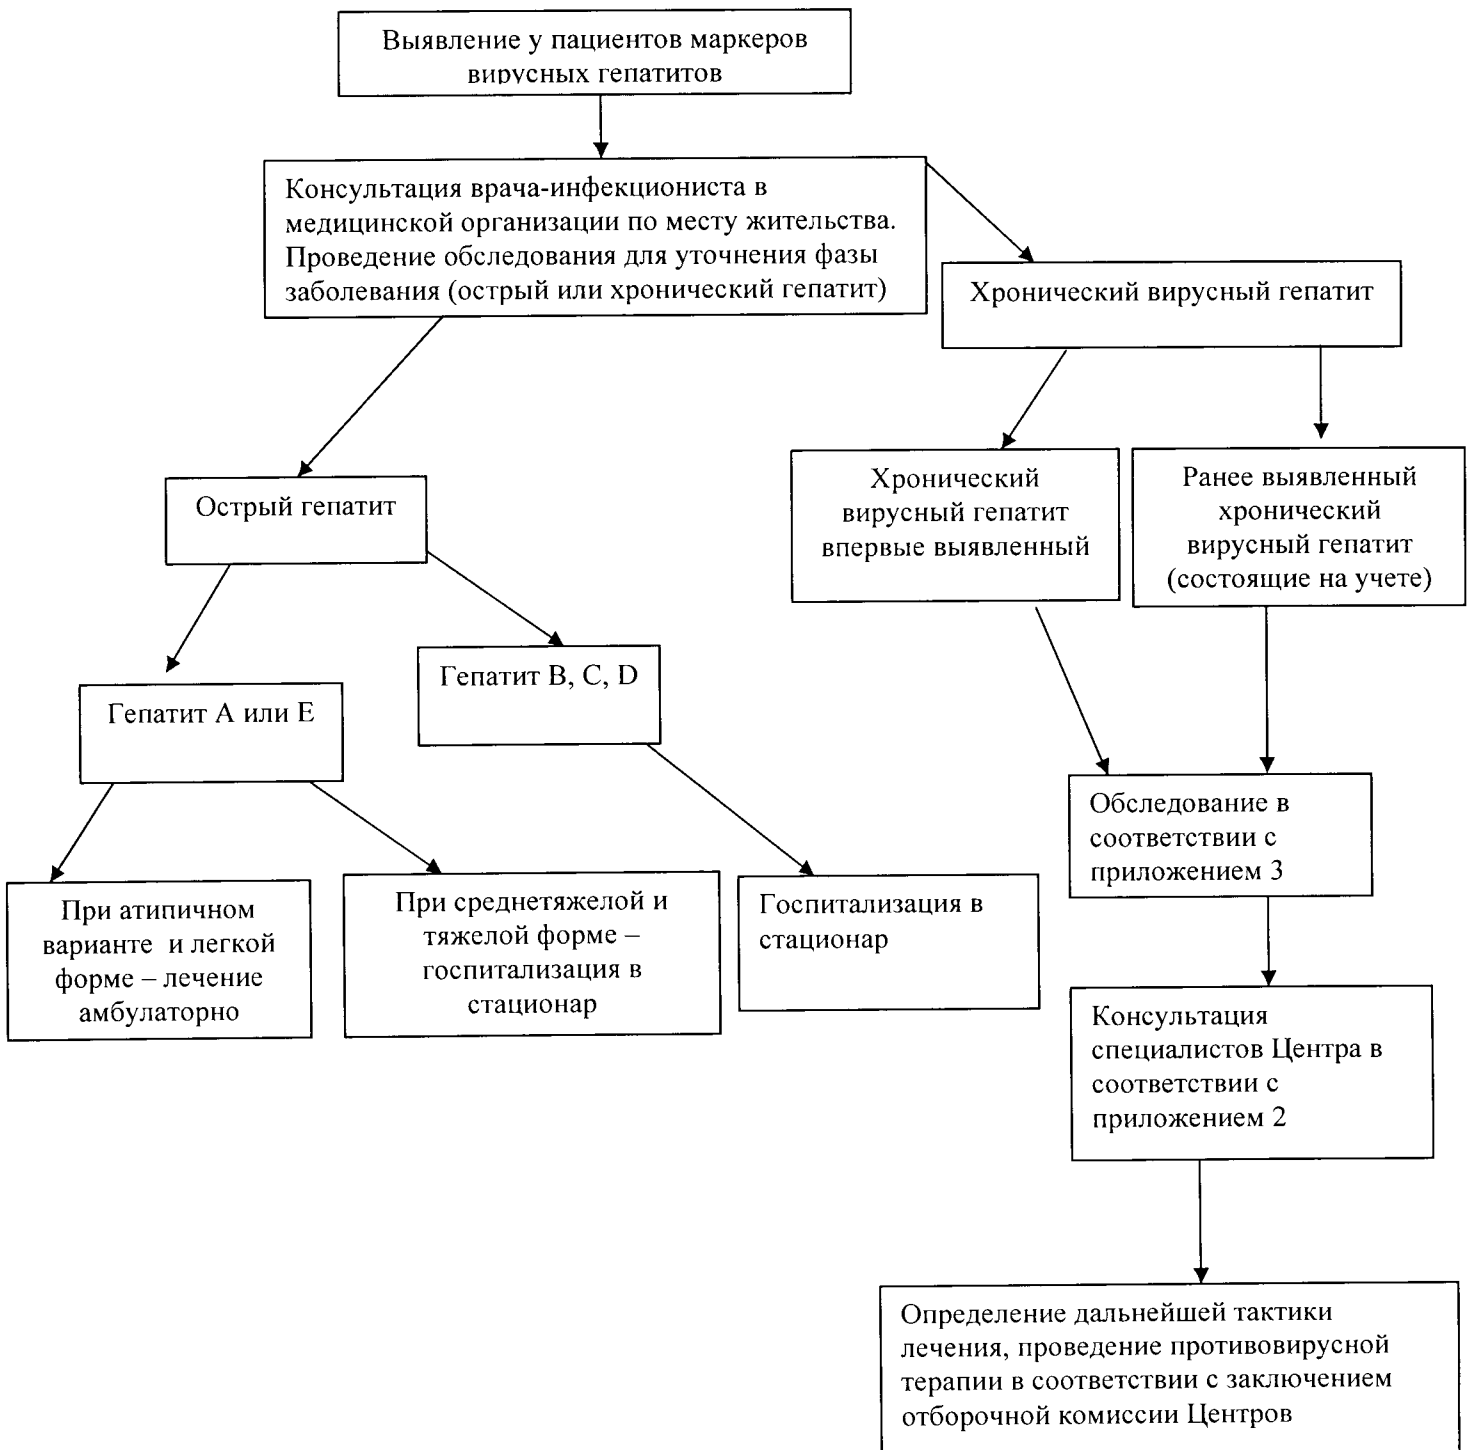 Выявление у пациентов маркеров
вирусных гепатитов
Консультация врача-инфекциониста в
медицинской организации по месту жительства.
Проведение обследования для уточнения фазы
заболевания (острый или хронический гепатит)
Хронический вирусный гепатит
Острый гепатит
Хронический
вирусный гепатит
впервые выявленный
Ранее выявленный
хронический
вирусный гепатит
(состоящие на учете)
Гепатит В, С, D
Гепатит А или Е
Обследование в
соответствии с
приложением 3
При атипичном
варианте и легкой
форме – лечение
амбулаторно
При среднетяжелой и
тяжелой форме –
госпитализация в
стационар
Госпитализация в
стационар
Консультация
специалистов Центра в
соответствии с
приложением 2
Определение дальнейшей тактики
лечения, проведение противовирусной
терапии в соответствии с заключением
отборочной комиссии Центров